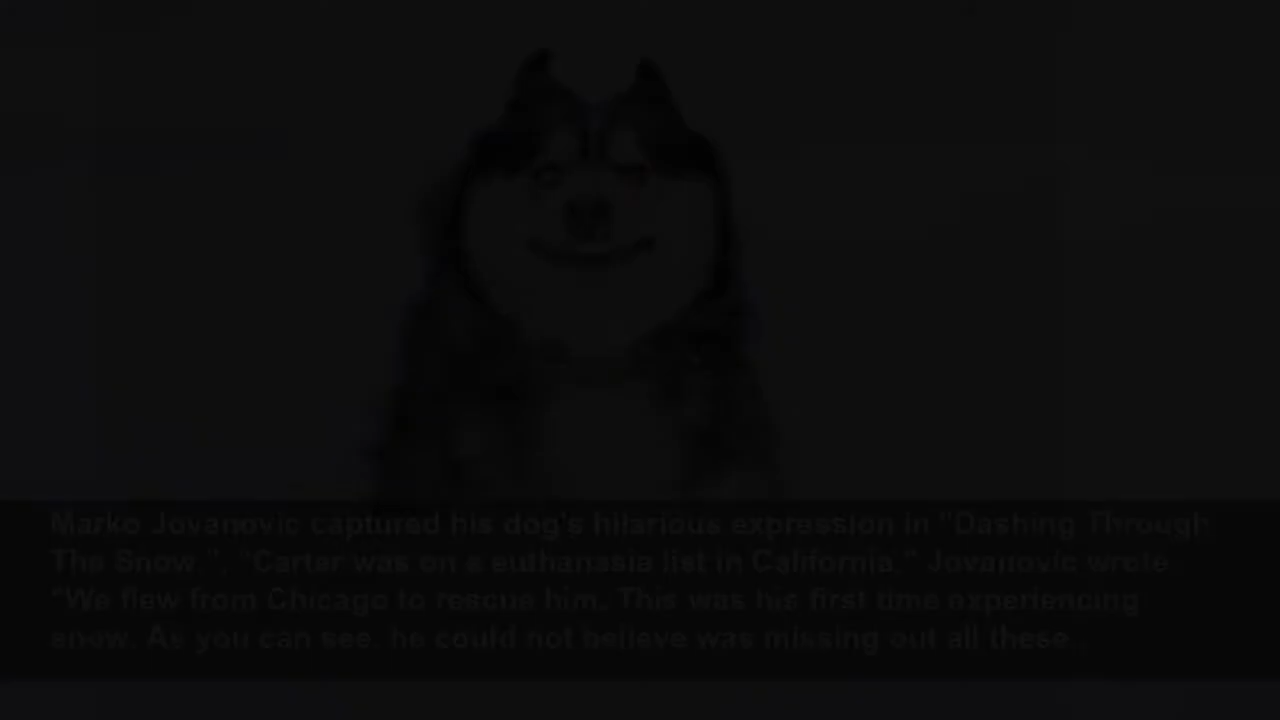 Marko Jovanovic captured his dog's hilarious expression in "Dashing Through
The Snow.". "Carter was on a euthanasia list in California," Jovanovic wrote.
"We flew from Chicago to rescue him. This was his first time experiencing
snow. As you can see, he could not believe was missing out all these..